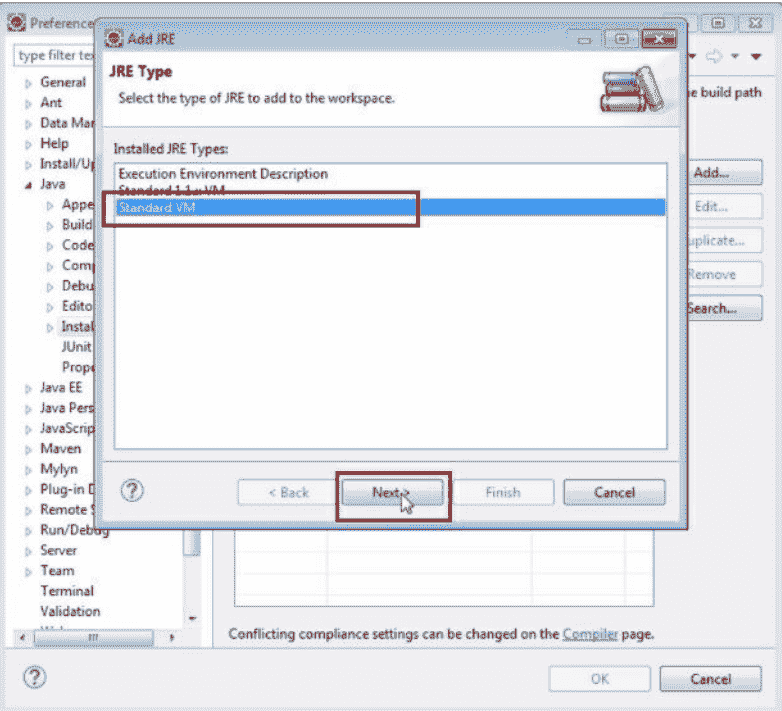 Preference
Add JRE
type filter te
JRE Type
Select the type of JRE to add to the workspace.
e build path
General
Ant
Data Mar
Help
Install/Up
Java
Appe
Build
Code
Comp
Debu
Edito
Instal
JUnit
Prope
Java EE
Java Pers
JavaScrip
Maven
Mylyn
Plug-in D
Remote S
Run/Debug
Server
Team
Terminal
Validation
Installed JRE Types:
Execution Environment Description
Standard 1.1.x VM
Standard VM
Add...
Edit...
uplicate...
Remove
Search...
< Back
Next >
Finish
Cancel
Conflicting compliance settings can be changed on the Compiler page.
OK
Cancel